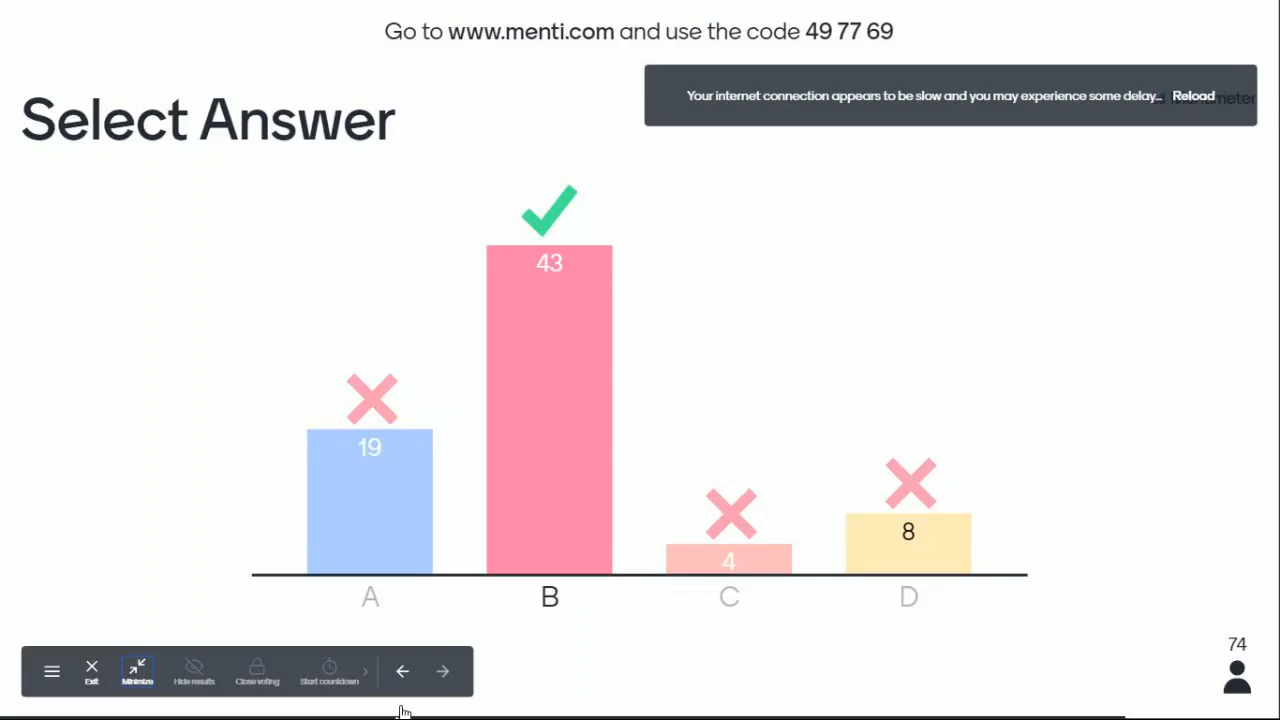 Go to www.menti.com and use the code 49 77 69
Your internet connection appears to be slow and you may experience some delay... Reload
Select Answer
43
19
8
4
A B C D
74
Exit Minimize Hide results Close voting Start countdown